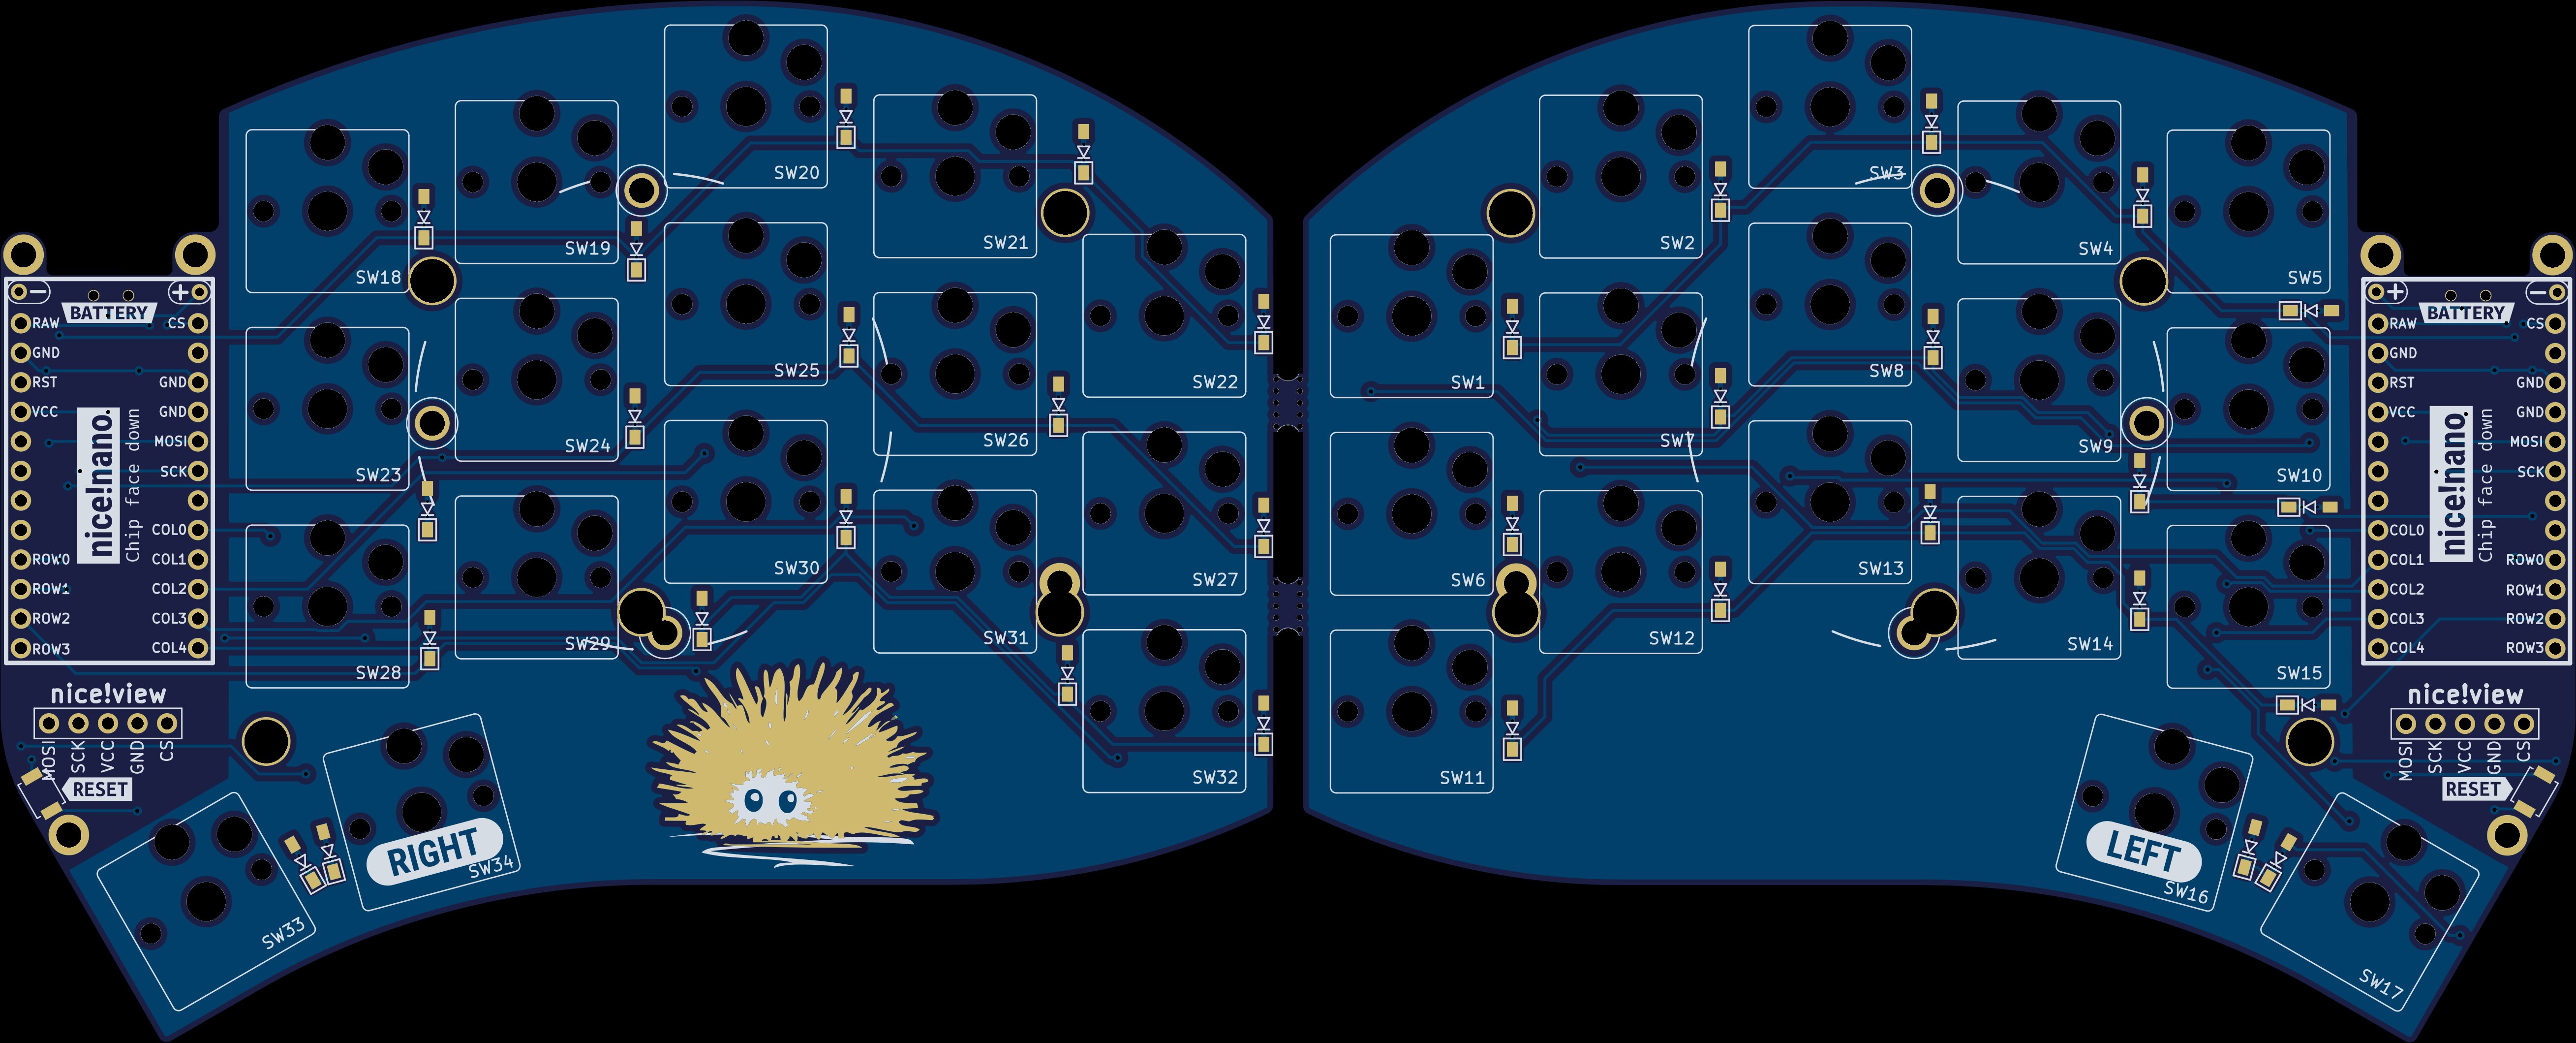 SW20
SW3
SW19
SW21
SW2
SW4
SW18
SW5
− BATTERY +
+ BATTERY −
RAW
CS
RAW
CS
GND
GND
RST
GND
RST
GND
VCC
GND
VCC
GND
MOSI
MOSI
SCK
SCK
COL0
COL0
ROW0
COL1
COL1
ROW0
ROW1
COL2
COL2
ROW1
ROW2
COL3
COL3
ROW2
ROW3
COL4
COL4
ROW3
nice!nano
Chip face down
nice!nano
Chip face down
SW25
SW22
SW1
SW8
SW24
SW26
SW7
SW9
SW23
SW10
SW30
SW27
SW6
SW13
SW29
SW31
SW12
SW14
SW28
SW15
nice!view
nice!view
MOSI
SCK
VCC
GND
CS
MOSI
SCK
VCC
GND
CS
RESET
RESET
SW32
SW11
RIGHT
SW34
LEFT
SW16
SW33
SW17